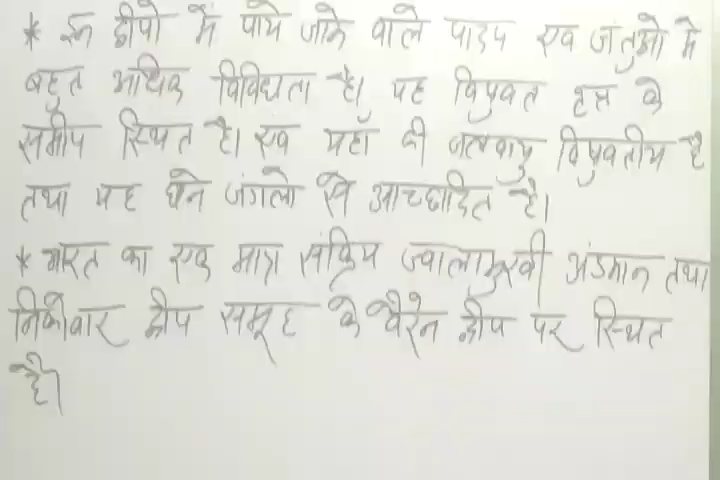 * इन द्वीपो में पाये जाने वाले पादप एव जंतुओ मे
बहुत अधिक विविधता है। यह विषुवत वृत्त के
समीप स्थित है। एव यहाँ की जलवायु विषुवतीय है
तथा यह घने जंगलो से आच्छादित है।
* भारत का एक मात्र सक्रिय ज्वालामुखी अंडमान तथा
निकोबार द्वीप समूह के बैरेन द्वीप पर स्थित
है।